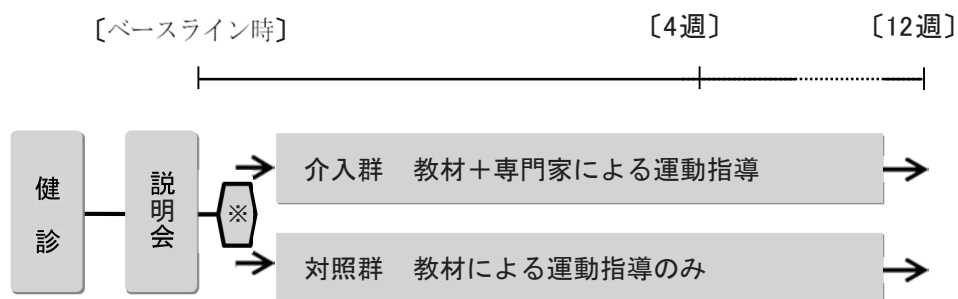 〔ベースライン時〕 〔4週〕 〔12週〕
健診
説明会
※
介入群 教材＋専門家による運動指導
対照群 教材による運動指導のみ